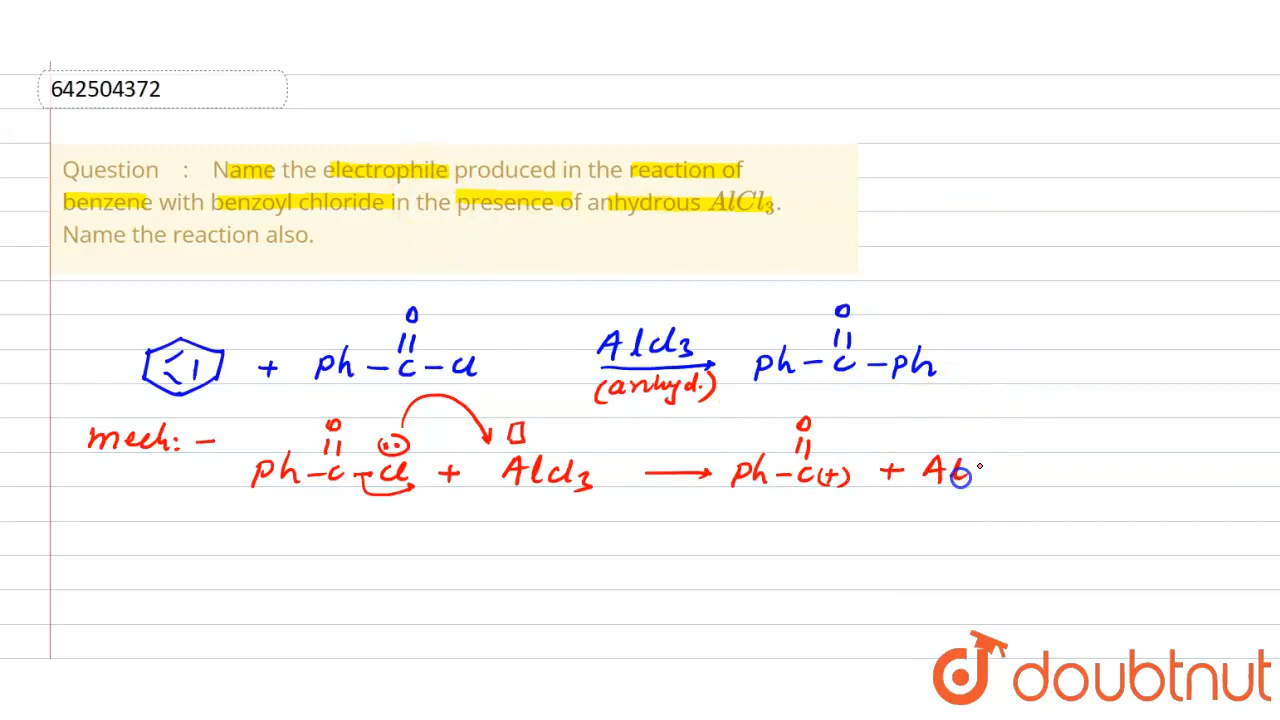 642504372
Question : Name the electrophile produced in the reaction of
benzene with benzoyl chloride in the presence of anhydrous AlCl₃.
Name the reaction also.
+ Ph – C – Cl AlCl₃ Ph – C – Ph
O O
(anhyd.)
mech: – Ph – C – Cl + AlCl₃ → Ph – C(+) + Al
O O
doubtnut